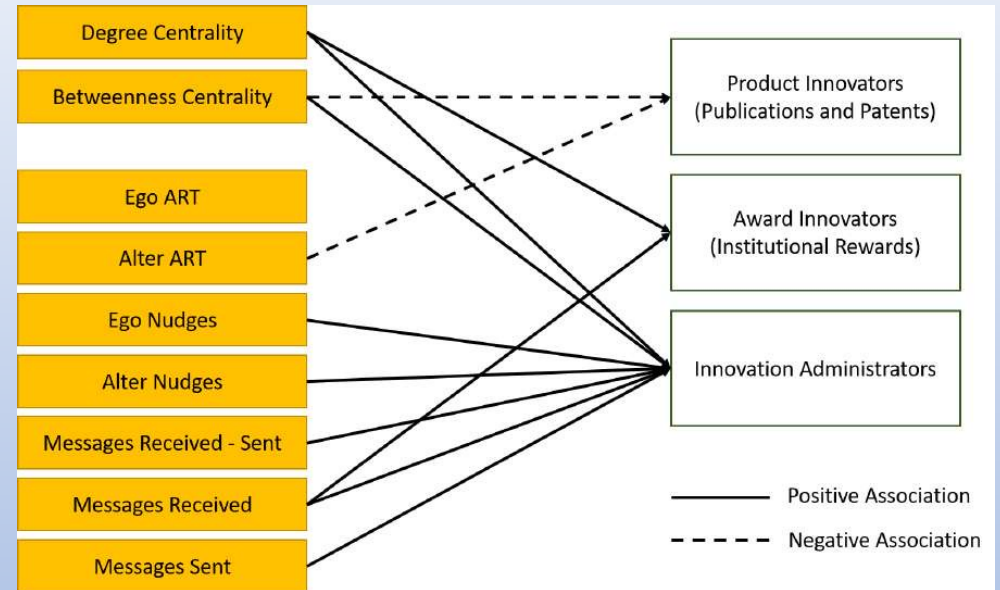 Degree Centrality
Betweenness Centrality
Ego ART
Alter ART
Ego Nudges
Alter Nudges
Messages Received - Sent
Messages Received
Messages Sent
Product Innovators
(Publications and Patents)
Award Innovators
(Institutional Rewards)
Innovation Administrators
Positive Association
Negative Association